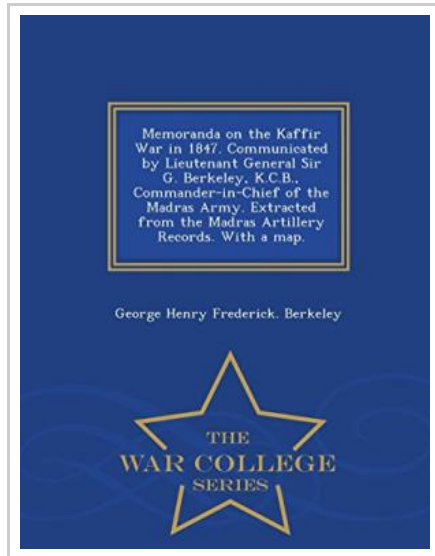 Memoranda on the Kaffir
War in 1847. Communicated
by Lieutenant General Sir
G. Berkeley, K.C.B.,
Commander-in-Chief of the
Madras Army. Extracted
from the Madras Artillery
Records. With a map.
George Henry Frederick. Berkeley
THE
WAR COLLEGE
SERIES